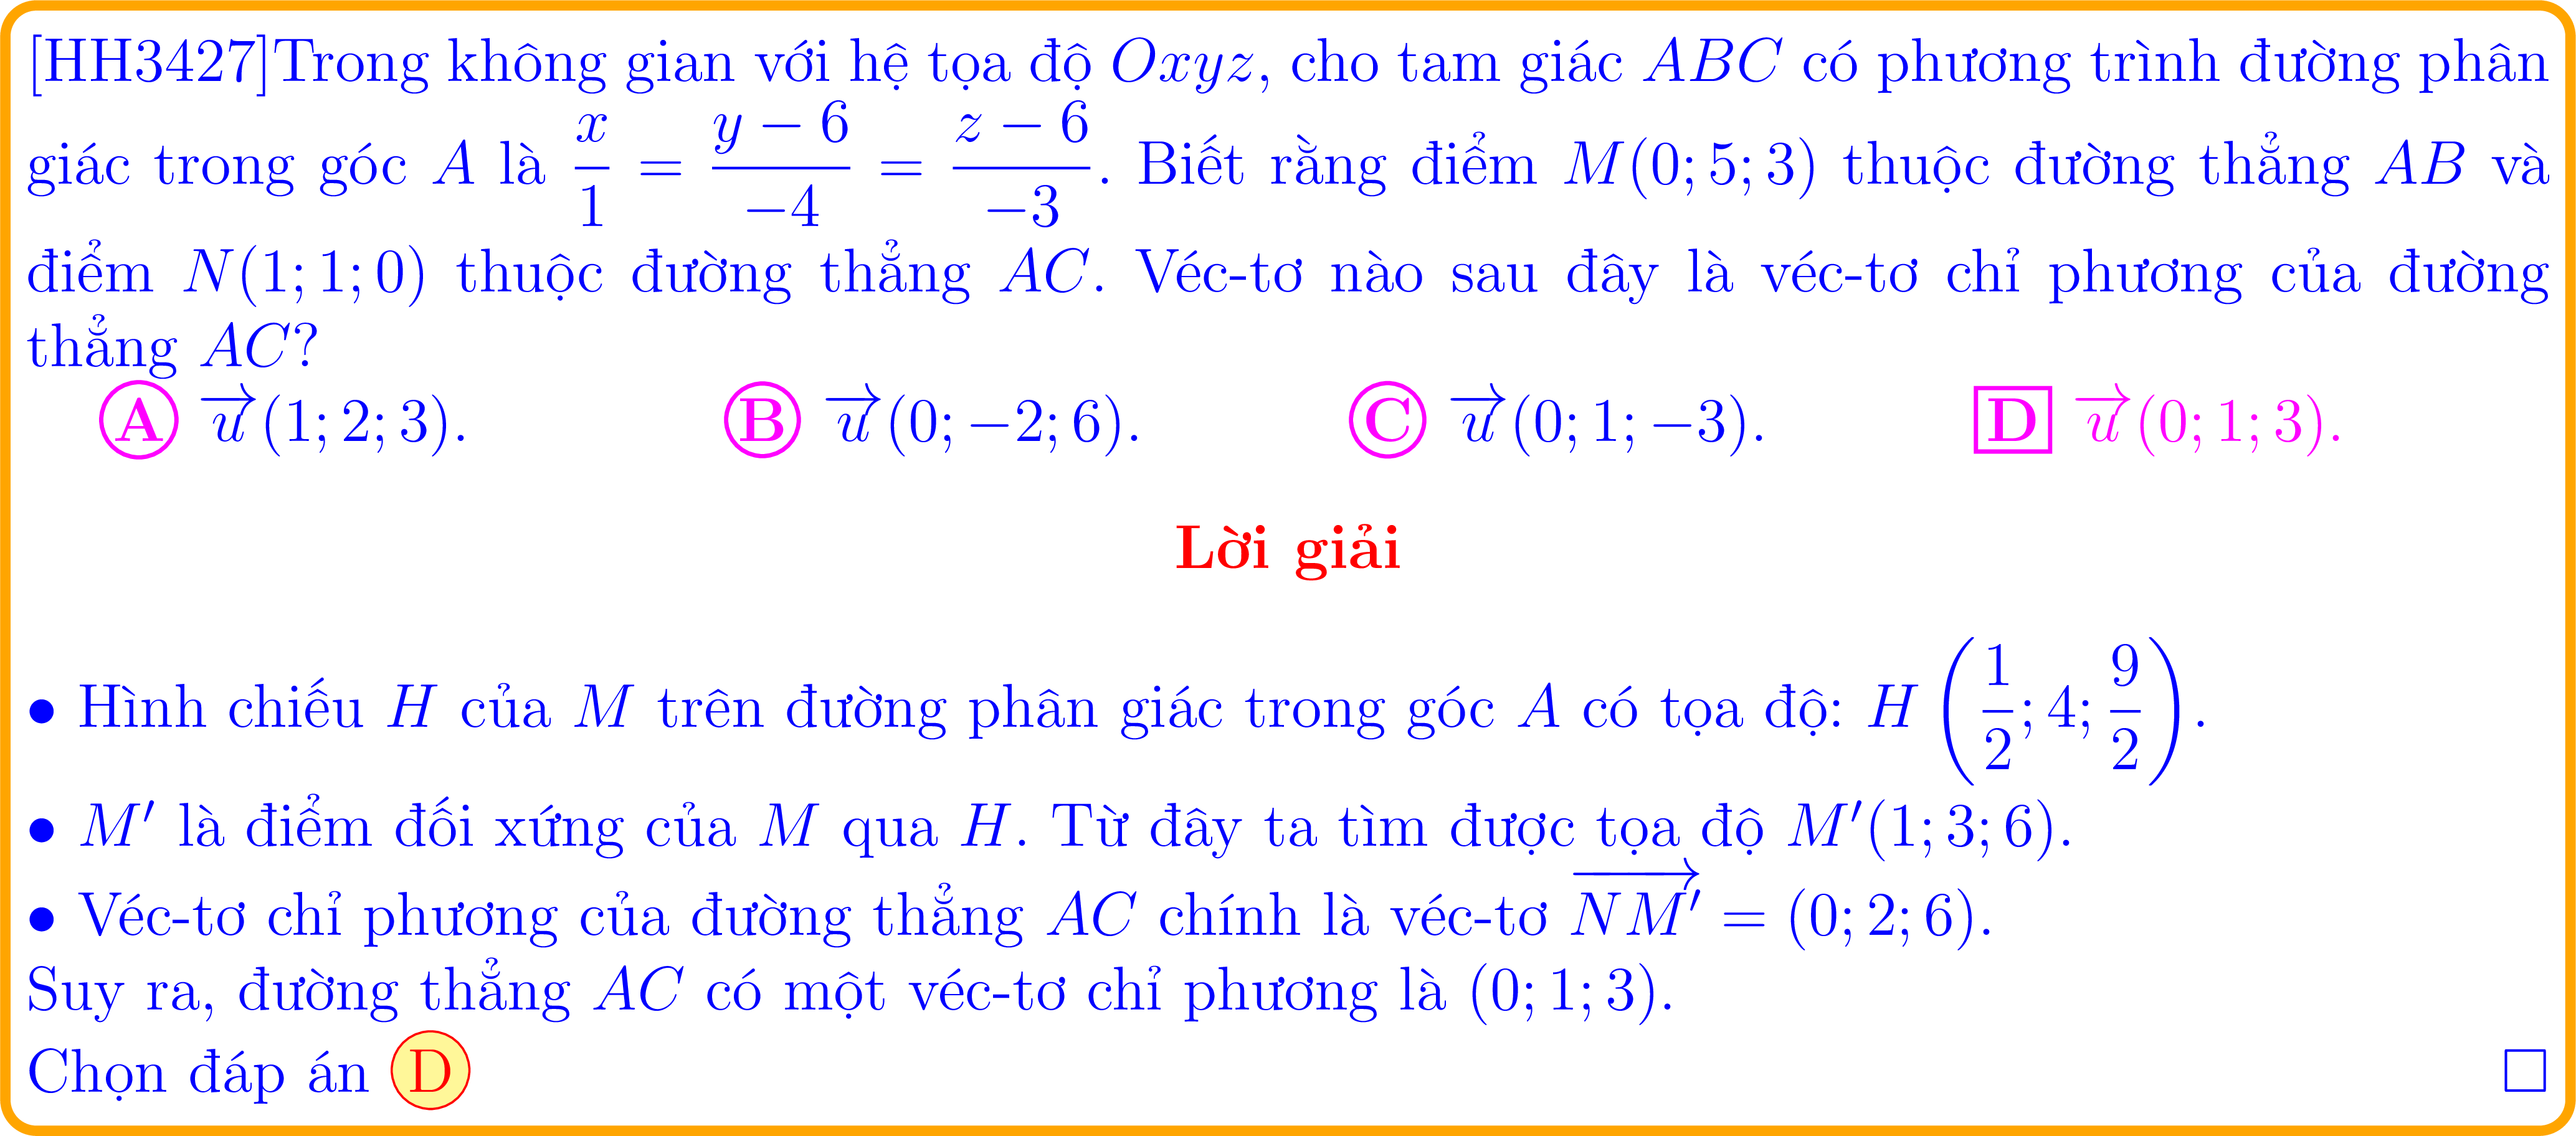 [HH3427]Trong không gian với hệ tọa độ Oxyz, cho tam giác ABC có phương trình đường phân
giác trong góc A là $\frac{x}{1} = \frac{y-6}{-4} = \frac{z-6}{-3}$. Biết rằng điểm M(0; 5; 3) thuộc đường thẳng AB và
điểm N(1; 1; 0) thuộc đường thẳng AC. Véc-tơ nào sau đây là véc-tơ chỉ phương của đường
thẳng AC?
A $\overrightarrow{u}$(1; 2; 3). B $\overrightarrow{u}$(0; −2; 6). C $\overrightarrow{u}$(0; 1; −3). D $\overrightarrow{u}$(0; 1; 3).
Lời giải
• Hình chiếu H của M trên đường phân giác trong góc A có tọa độ: $H\left(\frac{1}{2}; 4; \frac{9}{2}\right)$.
• M′ là điểm đối xứng của M qua H. Từ đây ta tìm được tọa độ M′(1; 3; 6).
• Véc-tơ chỉ phương của đường thẳng AC chính là véc-tơ $\overrightarrow{NM'}$ = (0; 2; 6).
Suy ra, đường thẳng AC có một véc-tơ chỉ phương là (0; 1; 3).
Chọn đáp án D □